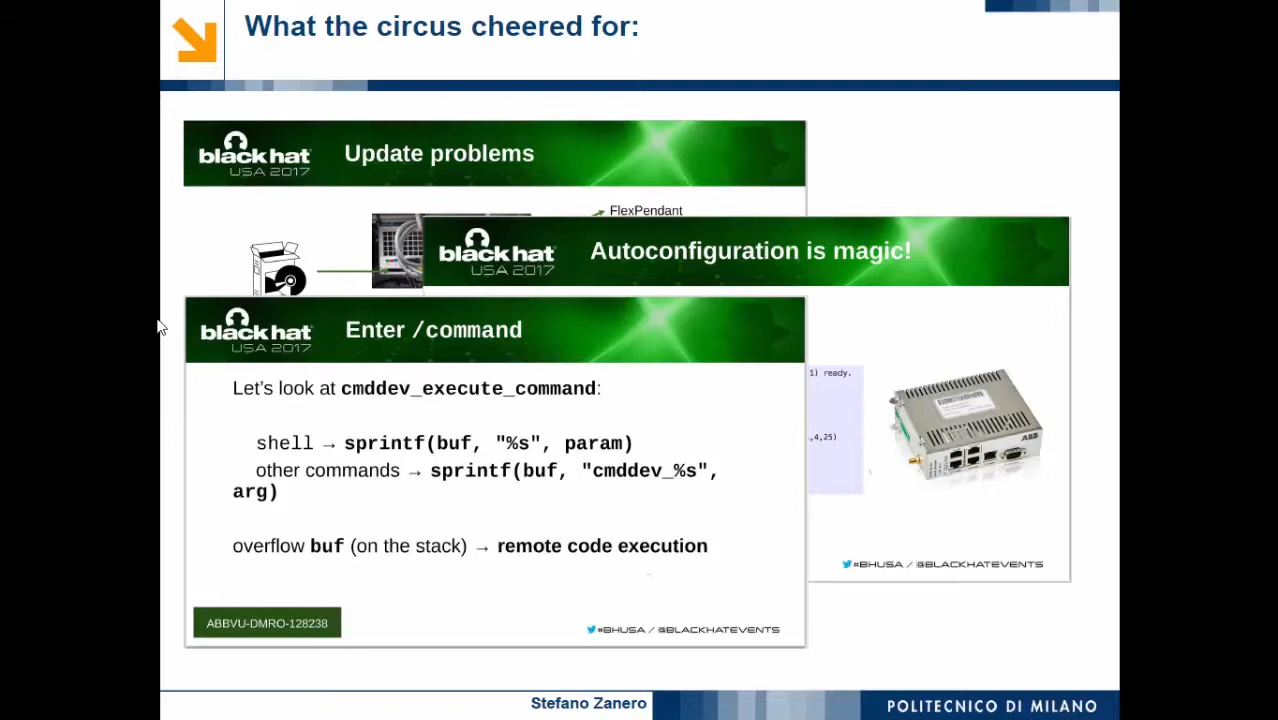 What the circus cheered for:
black hat
USA 2017
Update problems
FlexPendant
black hat
USA 2017
Autoconfiguration is magic!
black hat
USA 2017
Enter /command
Let's look at cmddev_execute_command:
shell → sprintf(buf, "%s", param)
other commands → sprintf(buf, "cmddev_%s",
arg)
overflow buf (on the stack) → remote code execution
1) ready.
,4,25)
ABB
#BHUSA / @BLACKHATEVENTS
ABBVU-DMRO-128238
#BHUSA / @BLACKHATEVENTS
Stefano Zanero
POLITECNICO DI MILANO